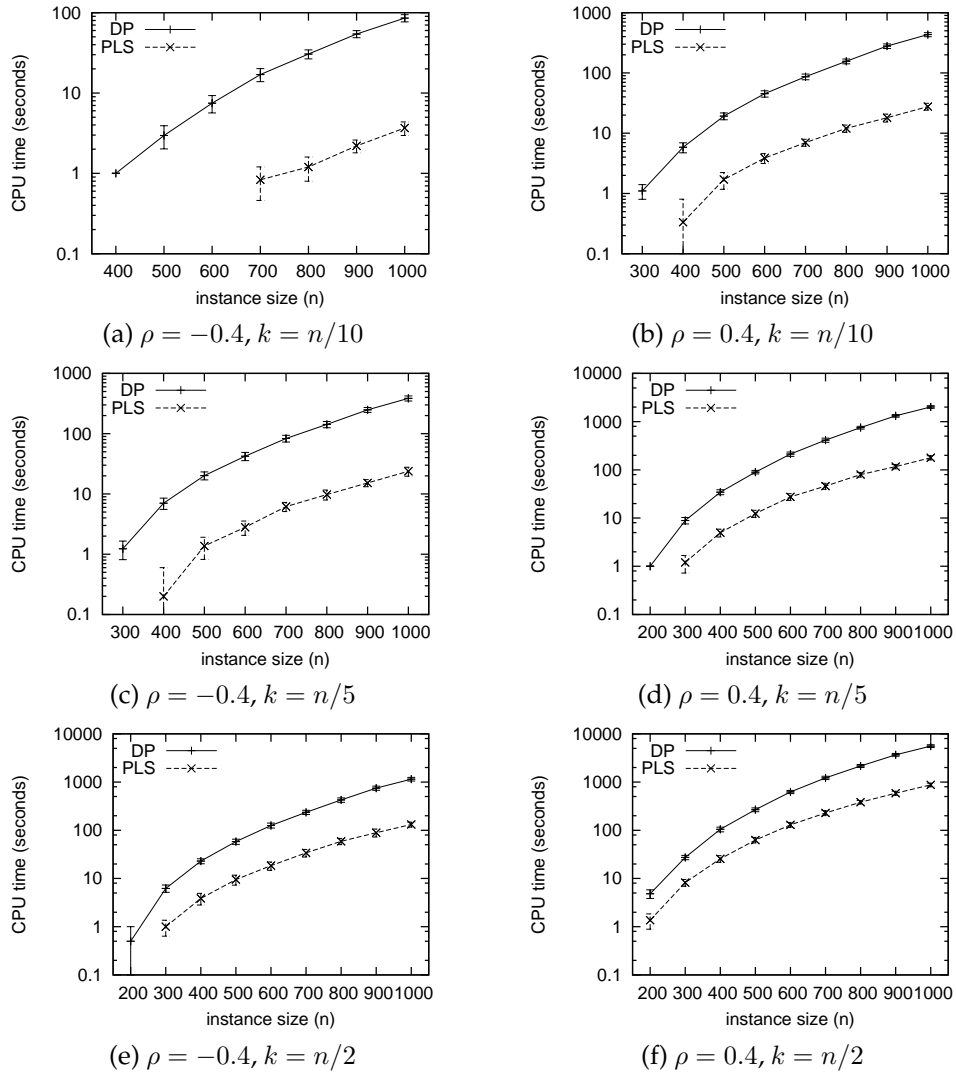 100
10
1
0.1
DP
PLS
CPU time (seconds)
400 500 600 700 800 900 1000
instance size (n)
(a) ρ = −0.4, k = n/10
1000
100
10
1
0.1
DP
PLS
CPU time (seconds)
300 400 500 600 700 800 900 1000
instance size (n)
(b) ρ = 0.4, k = n/10
1000
100
10
1
0.1
DP
PLS
CPU time (seconds)
300 400 500 600 700 800 900 1000
instance size (n)
(c) ρ = −0.4, k = n/5
10000
1000
100
10
1
0.1
DP
PLS
CPU time (seconds)
200 300 400 500 600 700 800 900 1000
instance size (n)
(d) ρ = 0.4, k = n/5
10000
1000
100
10
1
0.1
DP
PLS
CPU time (seconds)
200 300 400 500 600 700 800 900 1000
instance size (n)
(e) ρ = −0.4, k = n/2
10000
1000
100
10
1
0.1
DP
PLS
CPU time (seconds)
200 300 400 500 600 700 800 900 1000
instance size (n)
(f) ρ = 0.4, k = n/2